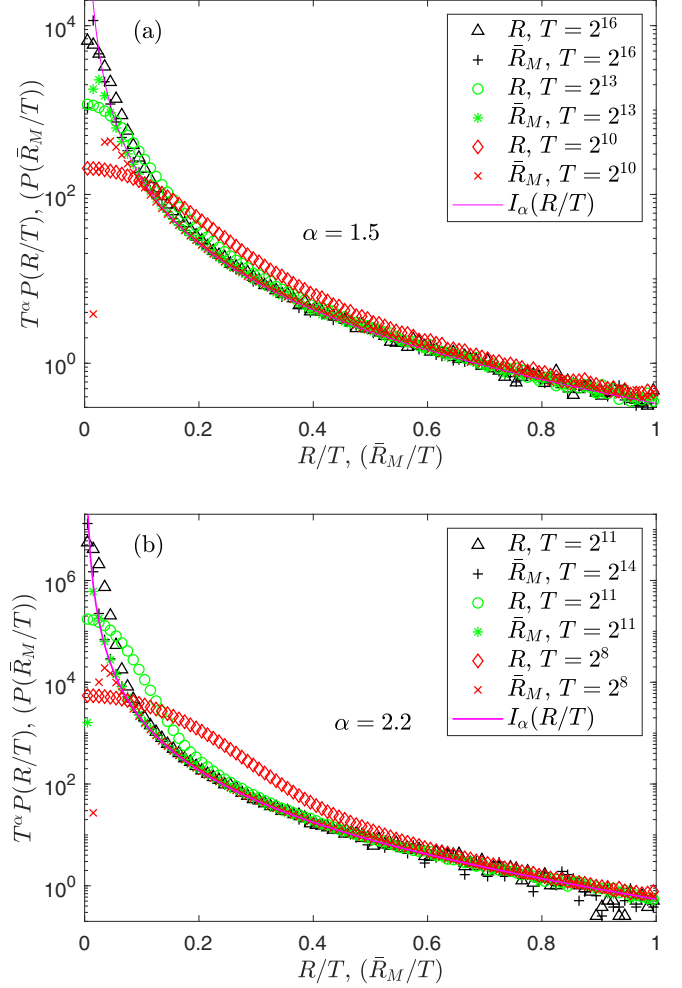 (a)
R, T = 2^16
R̄_M, T = 2^16
R, T = 2^13
R̄_M, T = 2^13
R, T = 2^10
R̄_M, T = 2^10
I_α(R/T)
α = 1.5
T^α P(R/T), (P(R̄_M/T))
10^4
10^2
10^0
0 0.2 0.4 0.6 0.8 1
R/T, (R̄_M/T)
(b)
R, T = 2^11
R̄_M, T = 2^14
R, T = 2^11
R̄_M, T = 2^11
R, T = 2^8
R̄_M, T = 2^8
I_α(R/T)
α = 2.2
T^α P(R/T), (P(R̄_M/T))
10^6
10^4
10^2
10^0
0 0.2 0.4 0.6 0.8 1
R/T, (R̄_M/T)